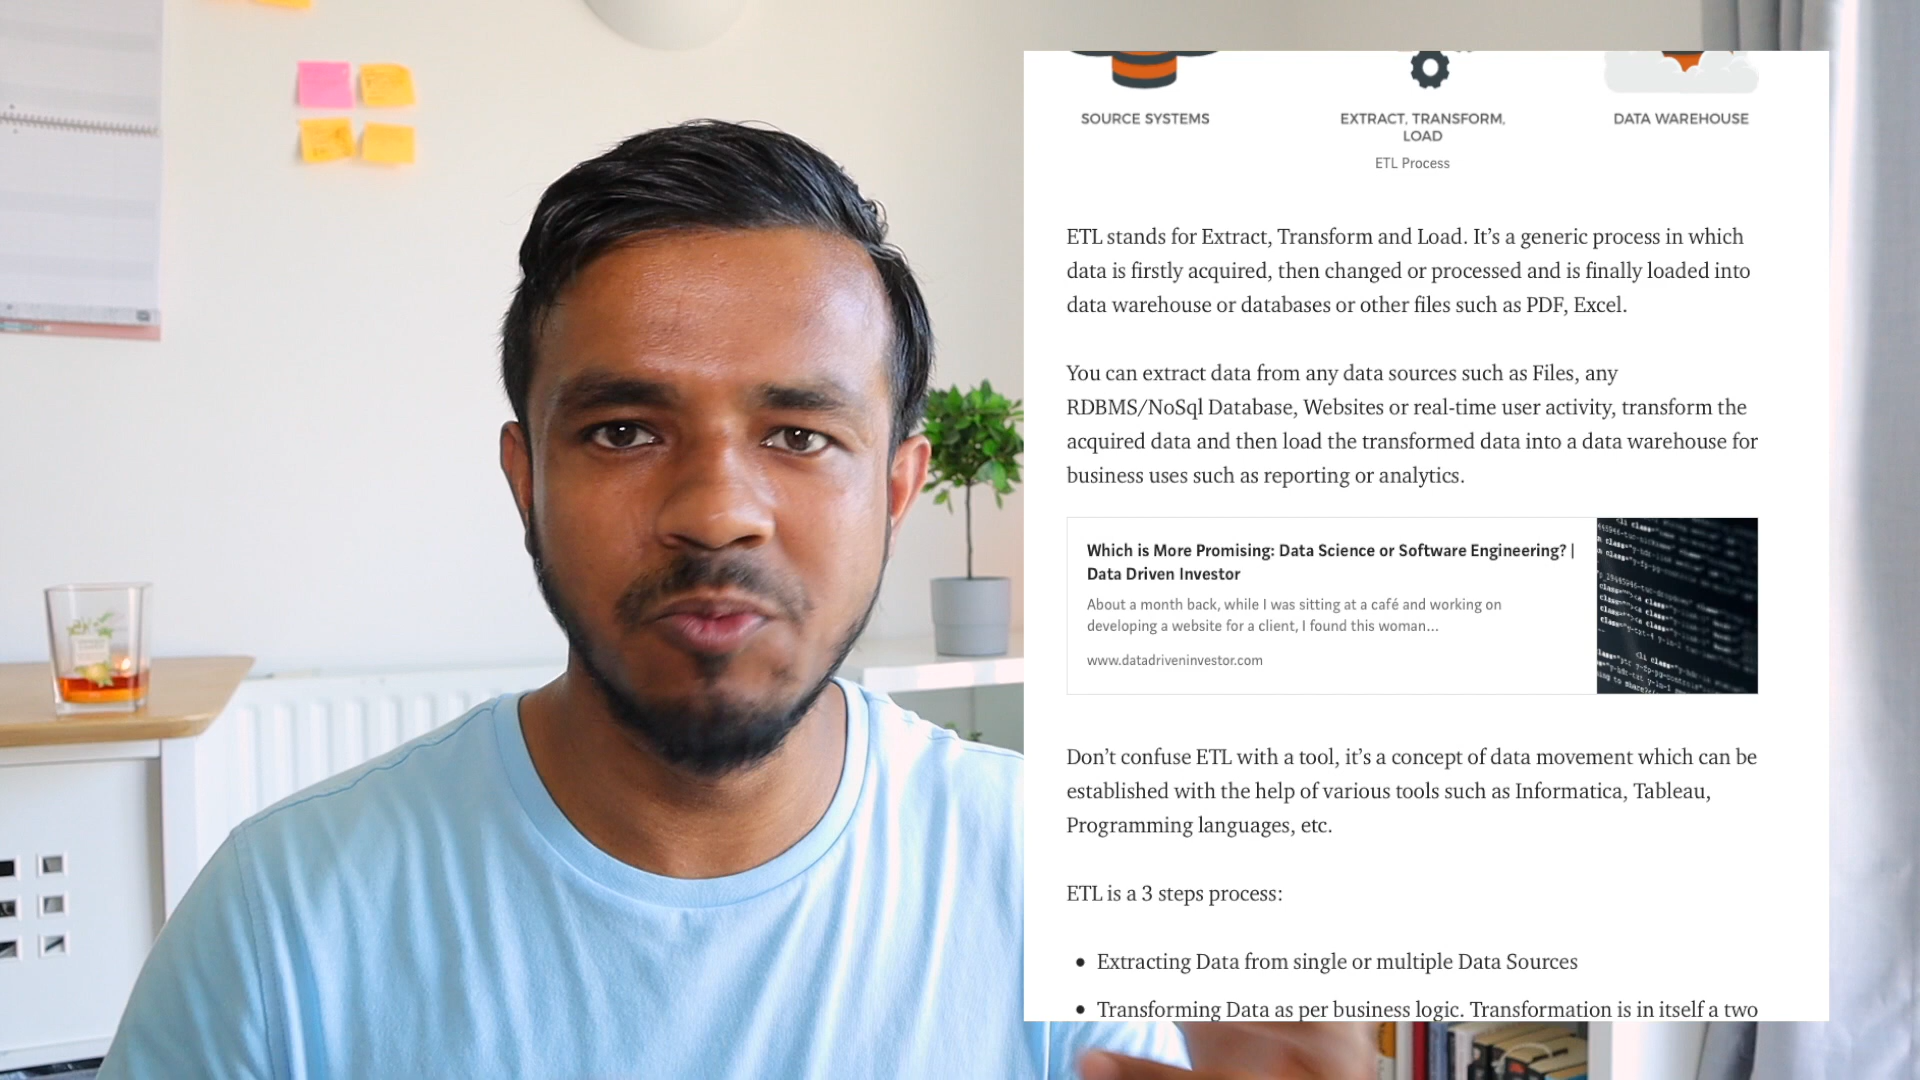 SOURCE SYSTEMS
EXTRACT, TRANSFORM,
LOAD
DATA WAREHOUSE
ETL Process
ETL stands for Extract, Transform and Load. It’s a generic process in which
data is firstly acquired, then changed or processed and is finally loaded into
data warehouse or databases or other files such as PDF, Excel.
You can extract data from any data sources such as Files, any
RDBMS/NoSql Database, Websites or real-time user activity, transform the
acquired data and then load the transformed data into a data warehouse for
business uses such as reporting or analytics.
Which is More Promising: Data Science or Software Engineering? |
Data Driven Investor
About a month back, while I was sitting at a café and working on
developing a website for a client, I found this woman...
www.datadriveninvestor.com
Don’t confuse ETL with a tool, it’s a concept of data movement which can be
established with the help of various tools such as Informatica, Tableau,
Programming languages, etc.
ETL is a 3 steps process:
• Extracting Data from single or multiple Data Sources
• Transforming Data as per business logic. Transformation is in itself a two